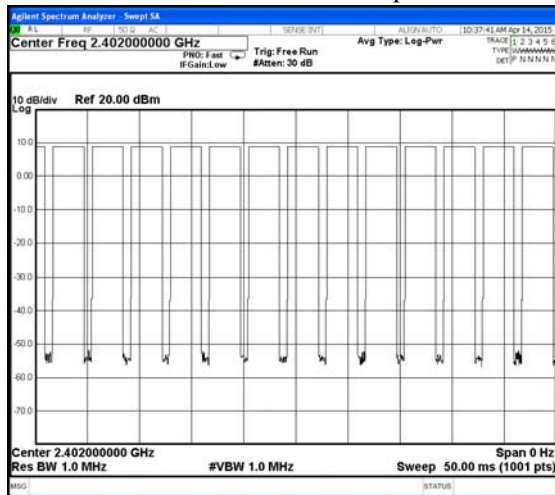 Agilent Spectrum Analyzer - Swept SA
RL RF 50 Ω AC SENSE:INT ALIGNAUTO 10:37:41 AM Apr 14, 2015
Center Freq 2.402000000 GHz
PNO: Fast
IFGain:Low
Trig: Free Run
#Atten: 30 dB
Avg Type: Log-Pwr
TRACE 1 2 3 4 5 6
TYPE
DET P N N N N N
10 dB/div Ref 20.00 dBm
Log
10.0
0.00
-10.0
-20.0
-30.0
-40.0
-50.0
-60.0
-70.0
Center 2.402000000 GHz Span 0 Hz
Res BW 1.0 MHz #VBW 1.0 MHz Sweep 50.00 ms (1001 pts)
MSG STATUS